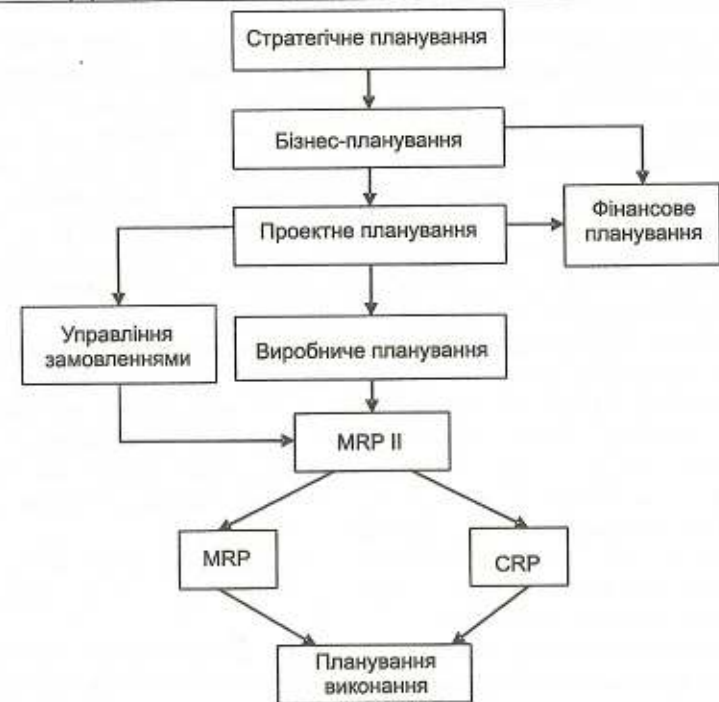 Стратегічне планування
Бізнес-планування
Фінансове
планування
Проектне планування
Управління
замовленнями
Виробниче планування
MRP II
MRP
CRP
Планування
виконання